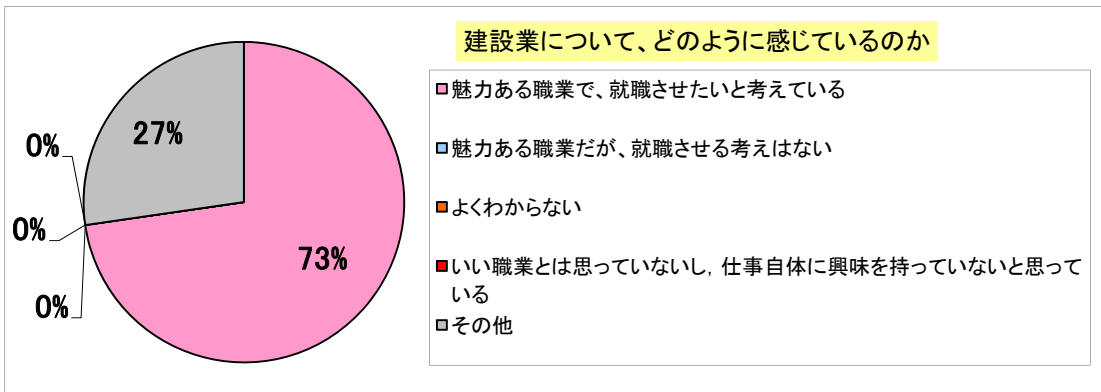 建設業について、どのように感じているのか
魅力ある職業で、就職させたいと考えている
魅力ある職業だが、就職させる考えはない
よくわからない
いい職業とは思っていないし，仕事自体に興味を持っていないと思って
いる
その他
27%
0%
0%
0%
73%